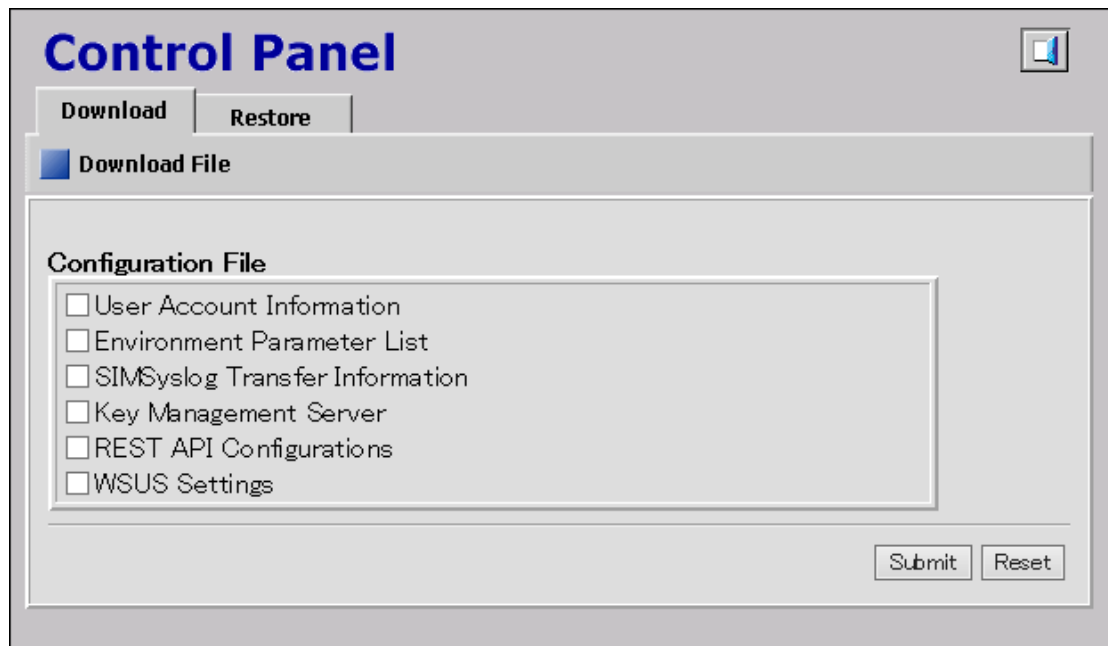 Control Panel
Download
Restore
Download File
Configuration File
User Account Information
Environment Parameter List
SIMSyslog Transfer Information
Key Management Server
REST API Configurations
WSUS Settings
Submit Reset